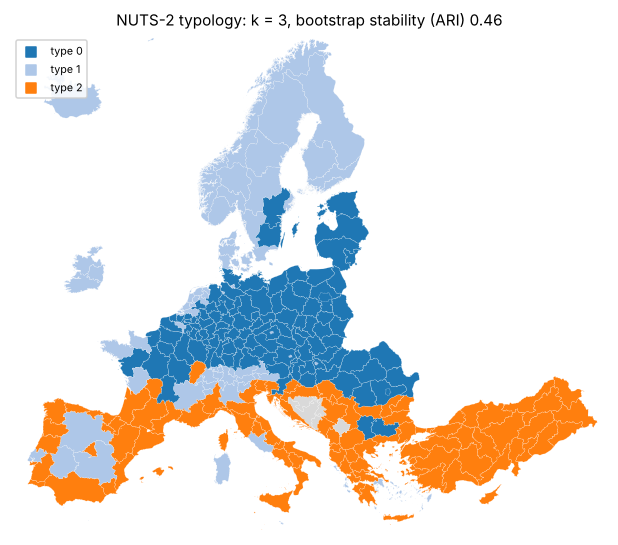 NUTS-2 typology: k = 3, bootstrap stability (ARI) 0.46
type 0
type 1
type 2